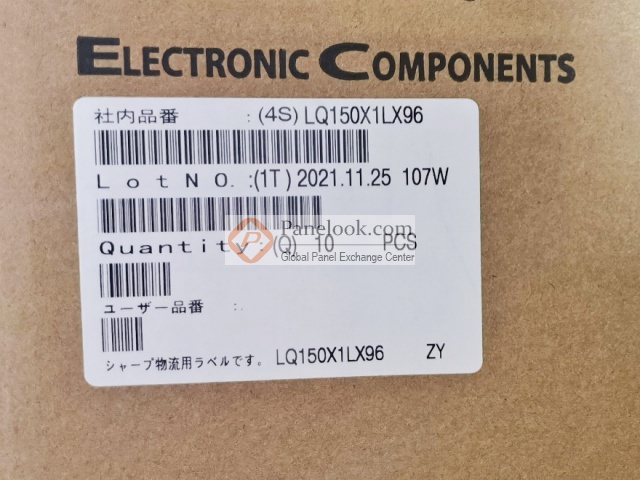 ELECTRONIC COMPONENTS
社内品番 : (4S) LQ150X1LX96
Lot NO. :(1T) 2021.11.25 107W
Quantity : (Q) 10 PCS
Panelook.com
Global Panel Exchange Center
ユーザー品番 :.
シャープ物流用ラベルです。 LQ150X1LX96 ZY